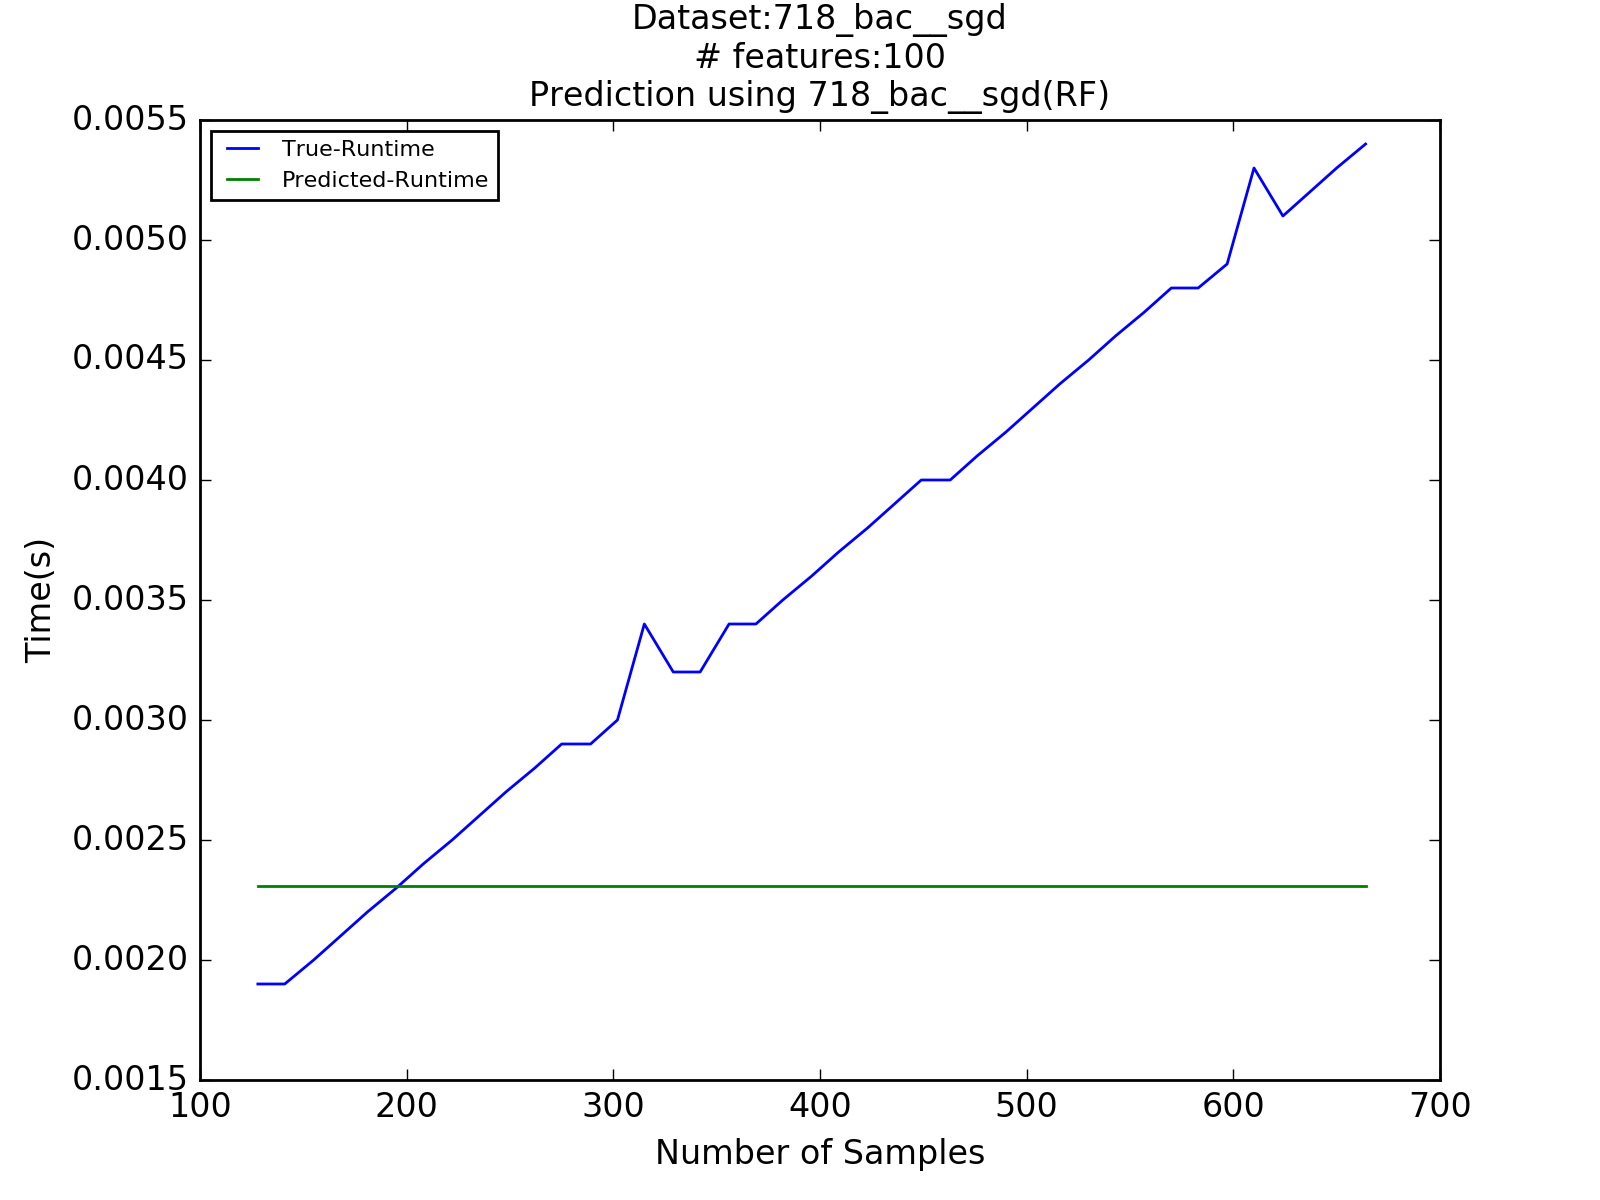 Dataset:718_bac__sgd
# features:100
Prediction using 718_bac__sgd(RF)
True-Runtime
Predicted-Runtime
0.0055
0.0050
0.0045
0.0040
0.0035
0.0030
0.0025
0.0020
0.0015
Time(s)
100 200 300 400 500 600 700
Number of Samples